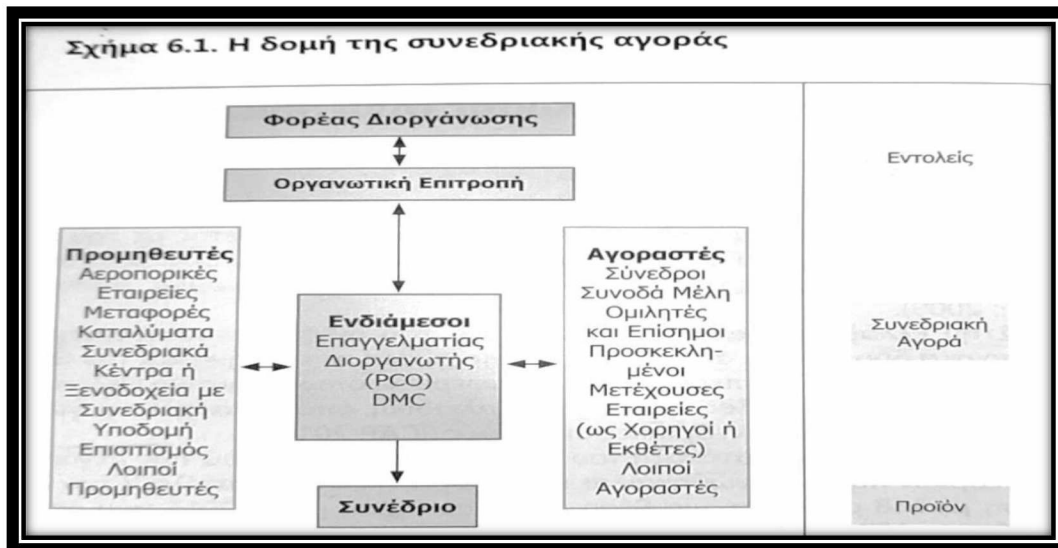 Σχήμα 6.1. Η δομή της συνεδριακής αγοράς
Φορέας Διοργάνωσης
Οργανωτική Επιτροπή
Προμηθευτές
Αεροπορικές
Εταιρείες
Μεταφορές
Καταλύματα
Συνεδριακά
Κέντρα ή
Ξενοδοχεία με
Συνεδριακή
Υποδομή
Επισιτισμός
Λοιποί
Προμηθευτές
Ενδιάμεσοι
Επαγγελματίας
Διοργανωτής
(PCO)
DMC
Αγοραστές
Σύνεδροι
Συνοδά Μέλη
Ομιλητές
και Επίσημοι
Προσκεκλη-
μένοι
Μετέχουσες
Εταιρείες
(ως Χορηγοί ή
Εκθέτες)
Λοιποί
Αγοραστές
Συνέδριο
Εντολείς
Συνεδριακή
Αγορά
Προϊόν